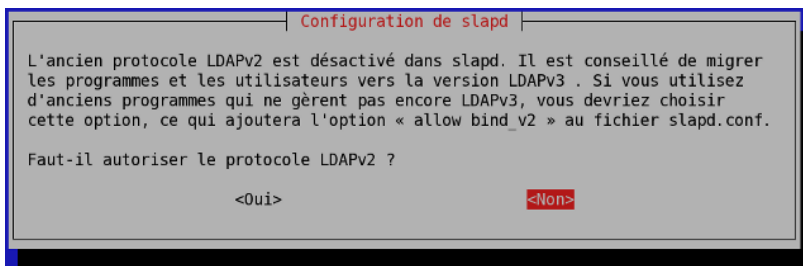 Configuration de slapd
L'ancien protocole LDAPv2 est désactivé dans slapd. Il est conseillé de migrer
les programmes et les utilisateurs vers la version LDAPv3 . Si vous utilisez
d'anciens programmes qui ne gèrent pas encore LDAPv3, vous devriez choisir
cette option, ce qui ajoutera l'option « allow bind_v2 » au fichier slapd.conf.
Faut-il autoriser le protocole LDAPv2 ?
<Oui> <Non>